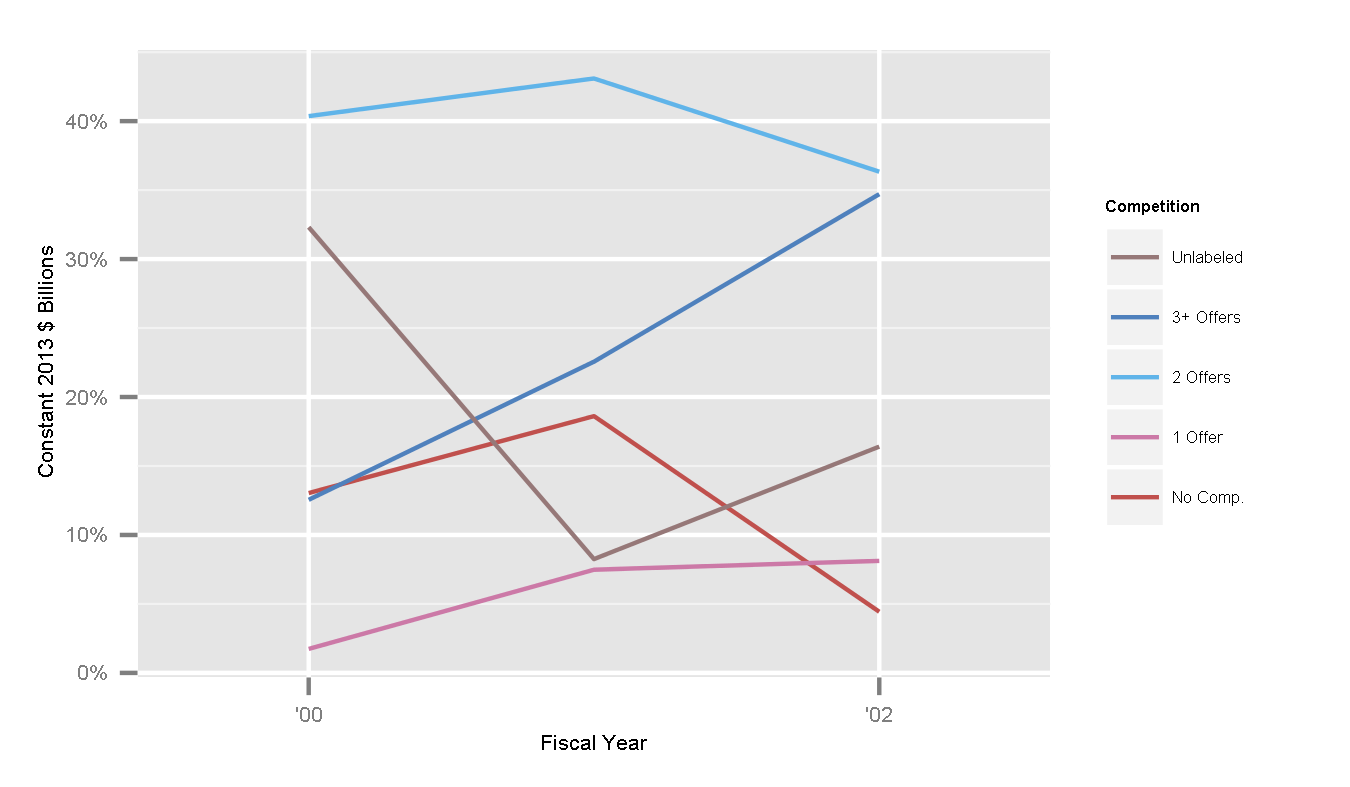 40%
30%
20%
10%
0%
Constant 2013 $ Billions
'00
'02
Fiscal Year
Competition
Unlabeled
3+ Offers
2 Offers
1 Offer
No Comp.